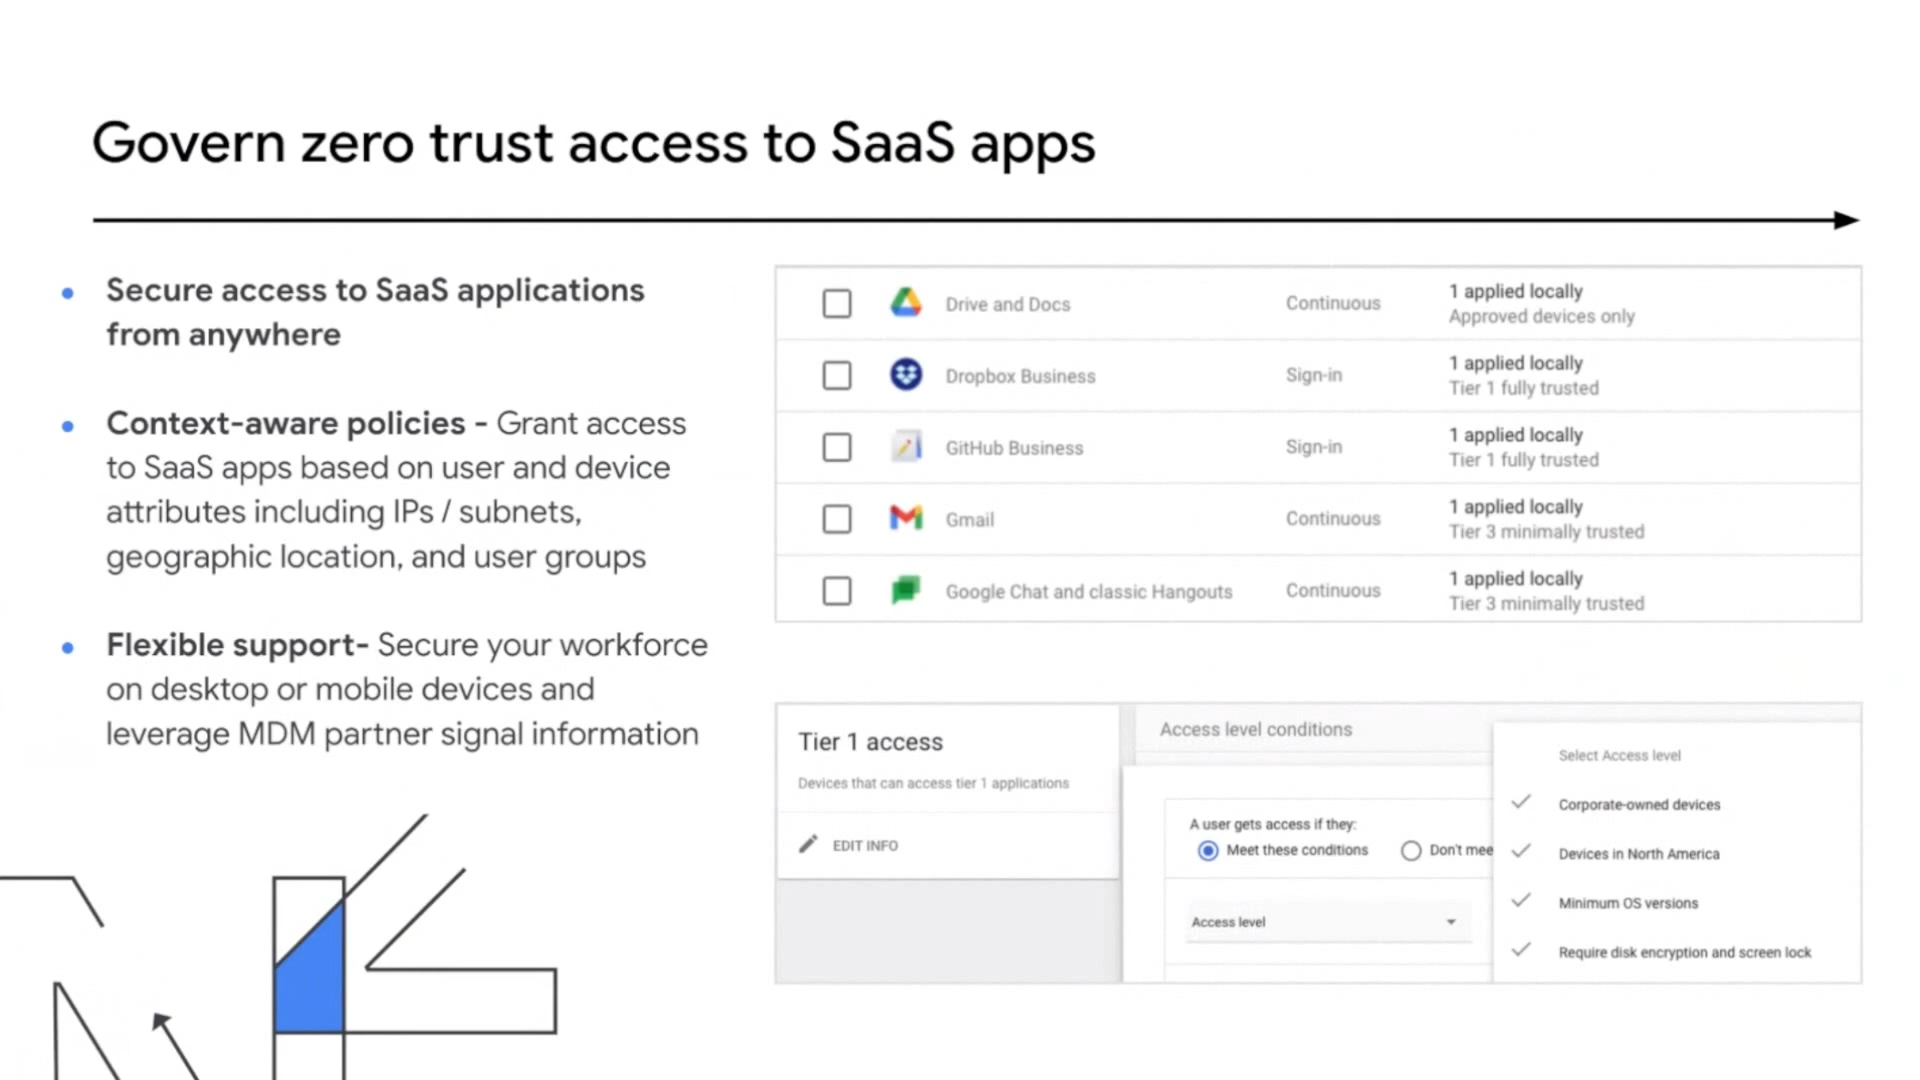 Govern zero trust access to SaaS apps
Secure access to SaaS applications
from anywhere
Context-aware policies - Grant access
to SaaS apps based on user and device
attributes including IPs / subnets,
geographic location, and user groups
Flexible support- Secure your workforce
on desktop or mobile devices and
leverage MDM partner signal information
Drive and Docs Continuous 1 applied locally
Approved devices only
Dropbox Business Sign-in 1 applied locally
Tier 1 fully trusted
GitHub Business Sign-in 1 applied locally
Tier 1 fully trusted
Gmail Continuous 1 applied locally
Tier 3 minimally trusted
Google Chat and classic Hangouts Continuous 1 applied locally
Tier 3 minimally trusted
Tier 1 access
Devices that can access tier 1 applications
EDIT INFO
Access level conditions
A user gets access if they:
Meet these conditions Don't mee
Access level
Select Access level
Corporate-owned devices
Devices in North America
Minimum OS versions
Require disk encryption and screen lock